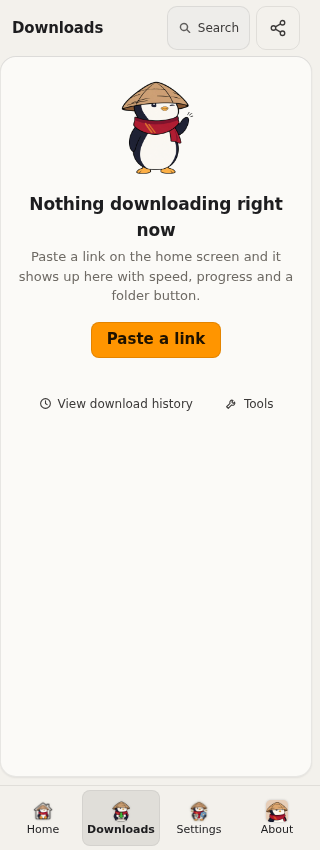 Downloads
Search
Nothing downloading right
now
Paste a link on the home screen and it
shows up here with speed, progress and a
folder button.
Paste a link
View download history
Tools
Home
Downloads
Settings
About